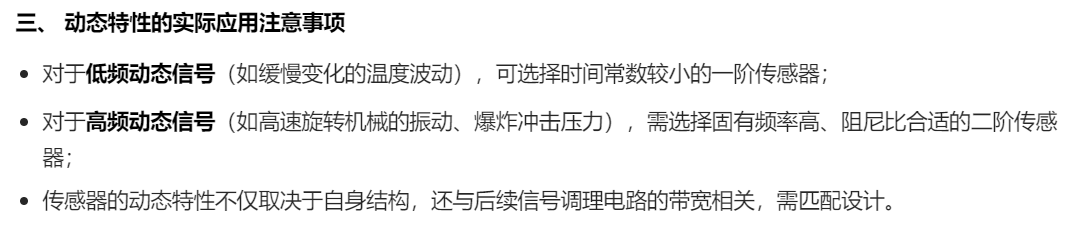 三、 动态特性的实际应用注意事项
• 对于低频动态信号（如缓慢变化的温度波动），可选择时间常数较小的一阶传感器；
• 对于高频动态信号（如高速旋转机械的振动、爆炸冲击压力），需选择固有频率高、阻尼比合适的二阶传感
器；
• 传感器的动态特性不仅取决于自身结构，还与后续信号调理电路的带宽相关，需匹配设计。